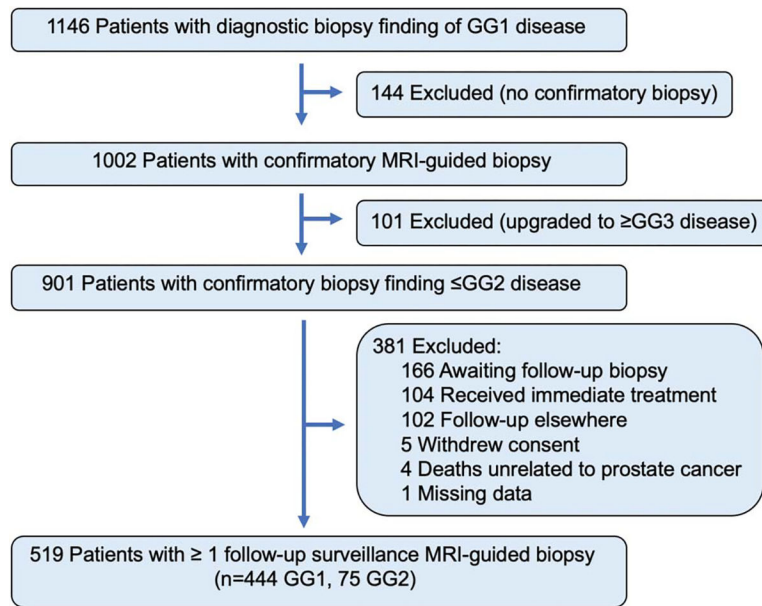 1146 Patients with diagnostic biopsy finding of GG1 disease
144 Excluded (no confirmatory biopsy)
1002 Patients with confirmatory MRI-guided biopsy
101 Excluded (upgraded to ≥GG3 disease)
901 Patients with confirmatory biopsy finding ≤GG2 disease
381 Excluded:
166 Awaiting follow-up biopsy
104 Received immediate treatment
102 Follow-up elsewhere
5 Withdrew consent
4 Deaths unrelated to prostate cancer
1 Missing data
519 Patients with ≥ 1 follow-up surveillance MRI-guided biopsy
(n=444 GG1, 75 GG2)